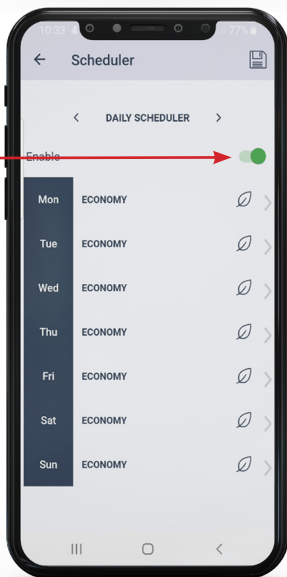 10:33 77%
Scheduler
DAILY SCHEDULER
Enable
Mon ECONOMY
Tue ECONOMY
Wed ECONOMY
Thu ECONOMY
Fri ECONOMY
Sat ECONOMY
Sun ECONOMY